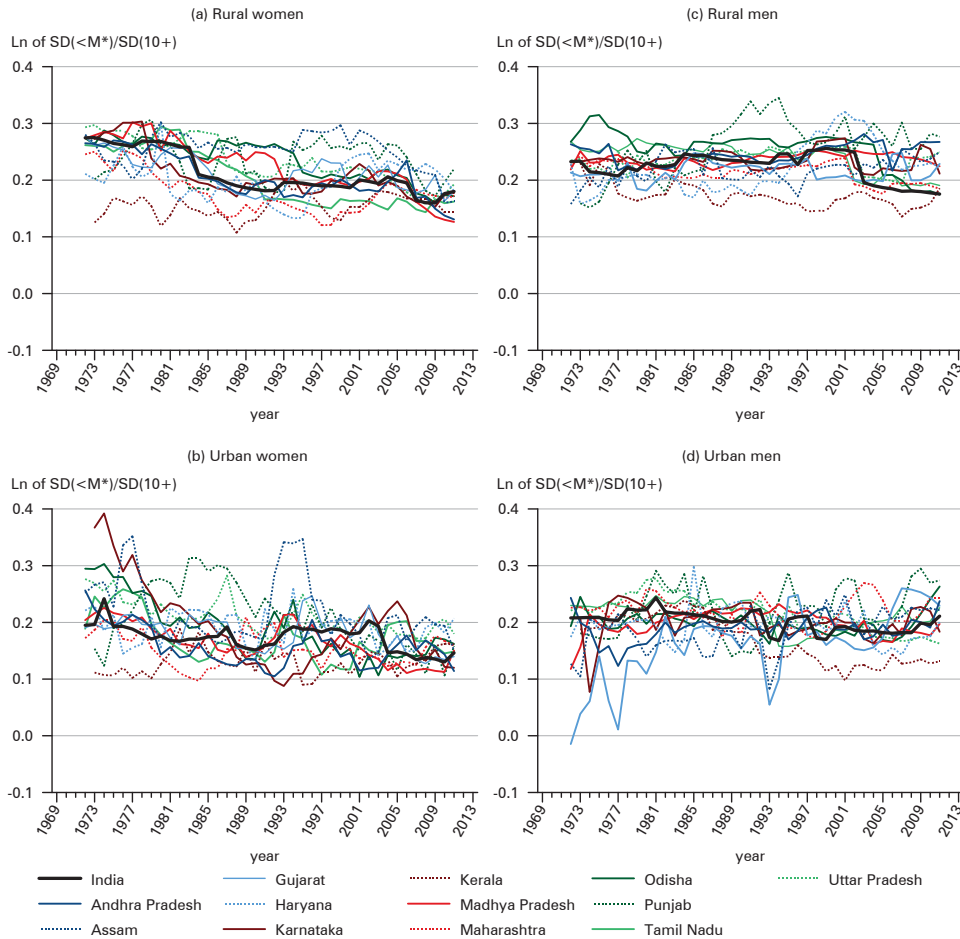 (a) Rural women
Ln of SD(<M*)/SD(10+)
0.4
0.3
0.2
0.1
0.0
-0.1
1969 1973 1977 1981 1985 1989 1993 1997 2001 2005 2009 2013
year
(c) Rural men
Ln of SD(<M*)/SD(10+)
0.4
0.3
0.2
0.1
0.0
-0.1
1969 1973 1977 1981 1985 1989 1993 1997 2001 2005 2009 2013
year
(b) Urban women
Ln of SD(<M*)/SD(10+)
0.4
0.3
0.2
0.1
0.0
-0.1
1969 1973 1977 1981 1985 1989 1993 1997 2001 2005 2009 2013
year
(d) Urban men
Ln of SD(<M*)/SD(10+)
0.4
0.3
0.2
0.1
0.0
-0.1
1969 1973 1977 1981 1985 1989 1993 1997 2001 2005 2009 2013
year
India Gujarat Kerala Odisha Uttar Pradesh
Andhra Pradesh Haryana Madhya Pradesh Punjab
Assam Karnataka Maharashtra Tamil Nadu